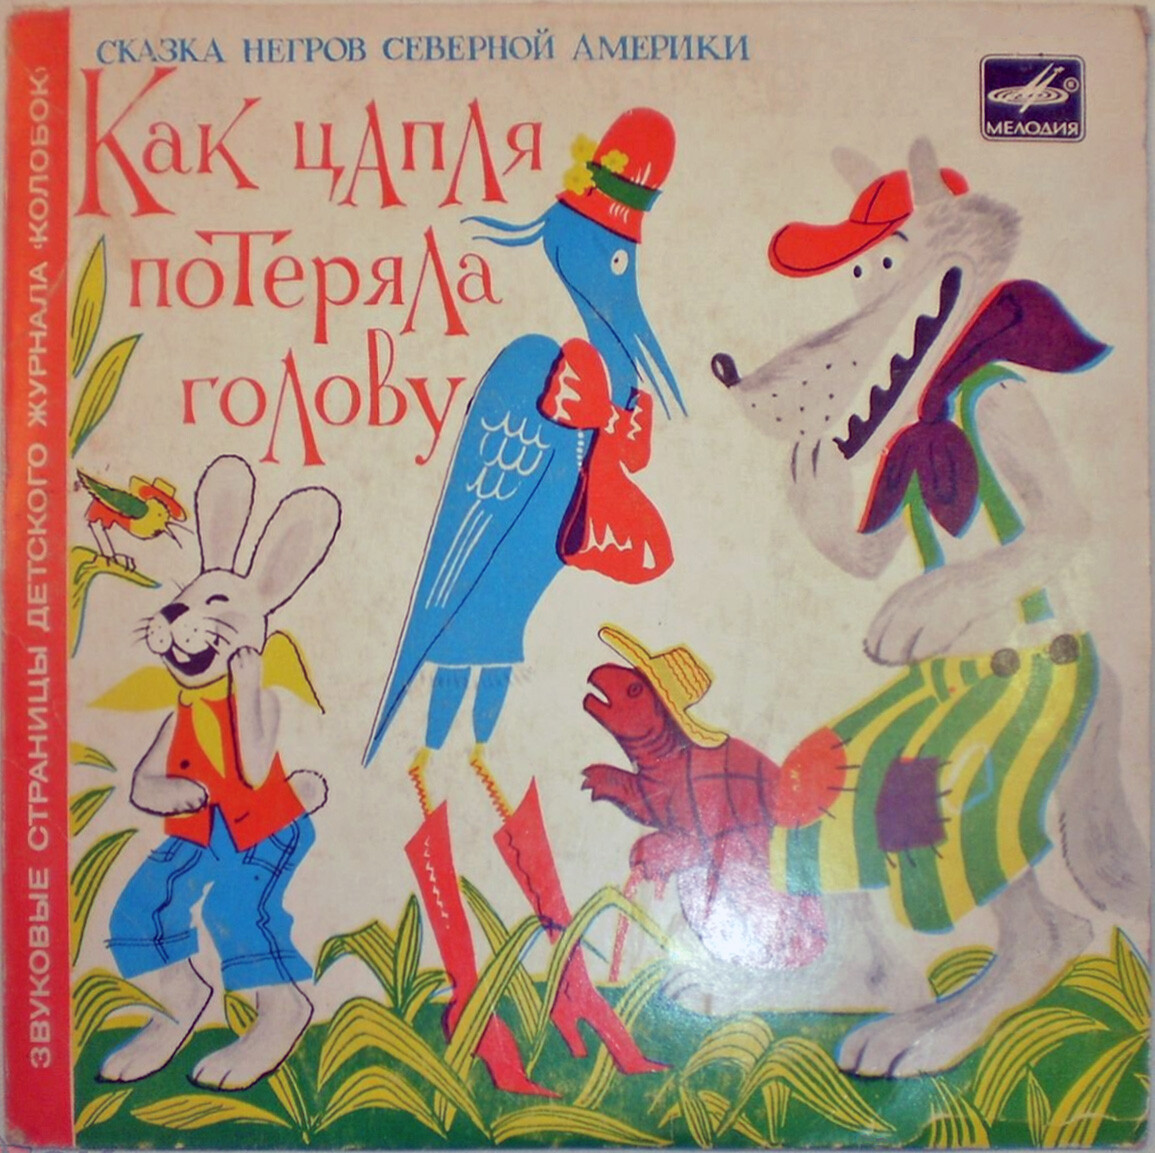 СКАЗКА НЕГРОВ СЕВЕРНОЙ АМЕРИКИ
Как цапля
потеряла
голову
МЕЛОДИЯ
ЗВУКОВЫЕ СТРАНИЦЫ ДЕТСКОГО ЖУРНАЛА ‹КОЛОБОК›